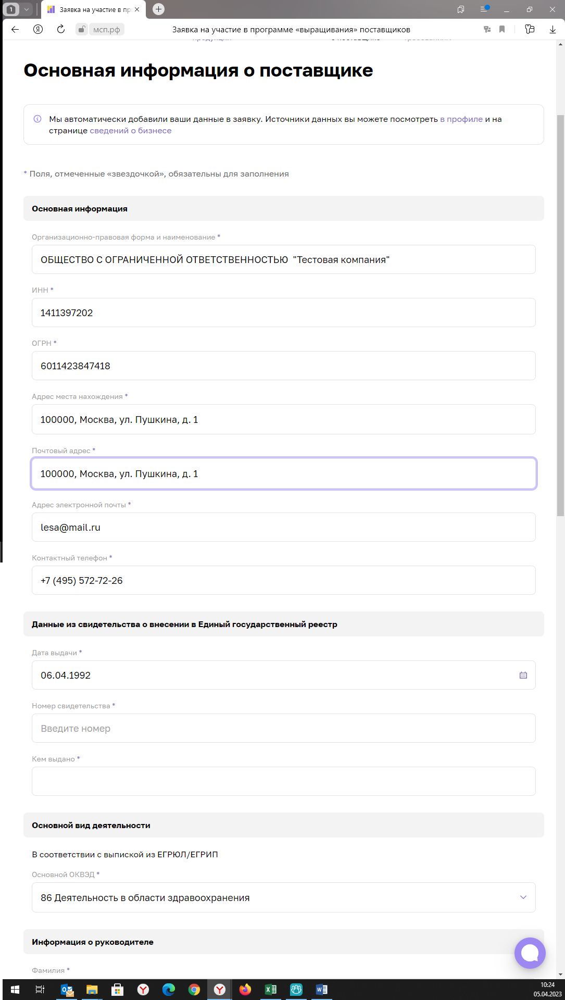 1
Заявка на участие в пр
мсп.рф
Заявка на участие в программе «выращивания» поставщиков
Основная информация о поставщике
Мы автоматически добавили ваши данные в заявку. Источники данных вы можете посмотреть в профиле и на
странице сведений о бизнесе
* Поля, отмеченные «звездочкой», обязательны для заполнения
Основная информация
Организационно-правовая форма и наименование *
ОБЩЕСТВО С ОГРАНИЧЕННОЙ ОТВЕТСТВЕННОСТЬЮ "Тестовая компания"
ИНН *
1411397202
ОГРН *
6011423847418
Адрес места нахождения *
100000, Москва, ул. Пушкина, д. 1
Почтовый адрес *
100000, Москва, ул. Пушкина, д. 1
Адрес электронной почты *
lesa@mail.ru
Контактный телефон *
+7 (495) 572-72-26
Данные из свидетельства о внесении в Единый государственный реестр
Дата выдачи *
06.04.1992
Номер свидетельства *
Введите номер
Кем выдано *
Основной вид деятельности
В соответствии с выпиской из ЕГРЮЛ/ЕГРИП
Основной ОКВЭД *
86 Деятельность в области здравоохранения
Информация о руководителе
Фамилия *
10:24
05.04.2023